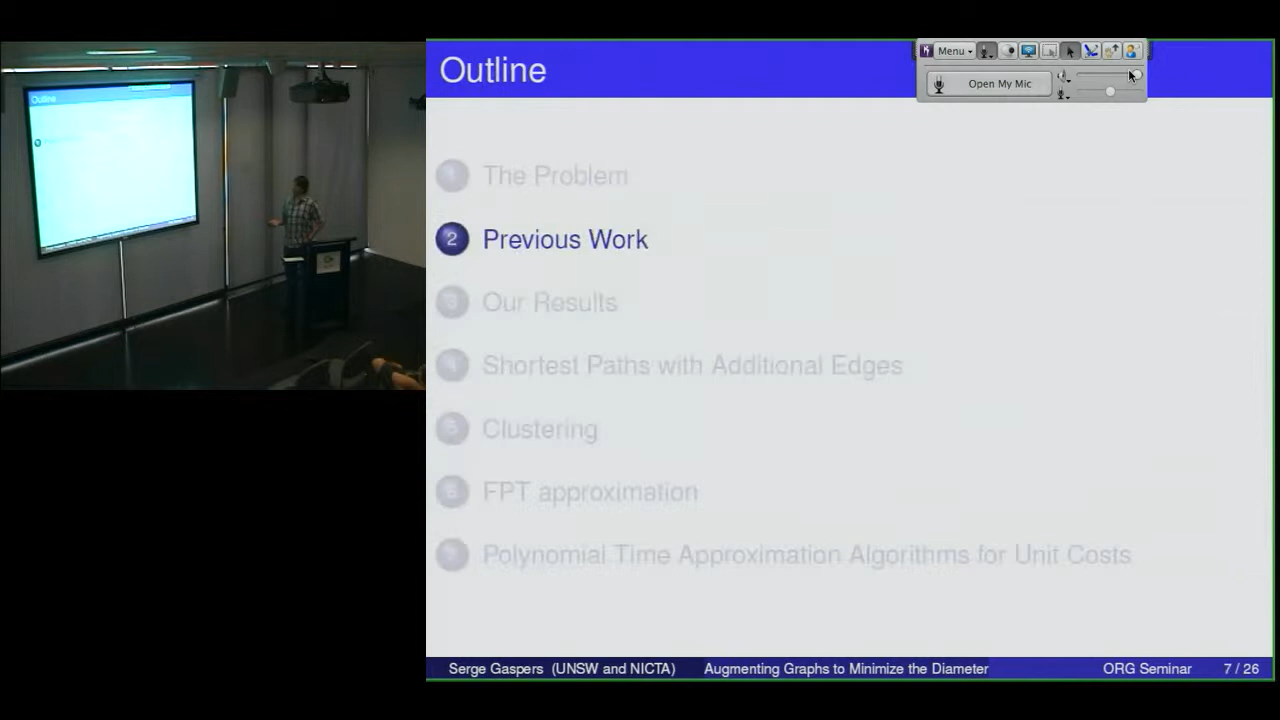 Outline
Menu
Open My Mic
Outline
1 The Problem
2 Previous Work
3 Our Results
4 Shortest Paths with Additional Edges
5 Clustering
6 FPT approximation
7 Polynomial Time Approximation Algorithms for Unit Costs
Serge Gaspers (UNSW and NICTA) Augmenting Graphs to Minimize the Diameter ORG Seminar 7 / 26